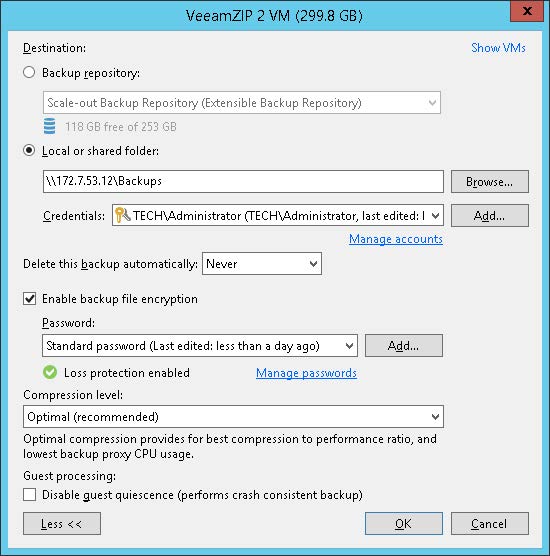 VeeamZIP 2 VM (299.8 GB)
x
Destination:
Show VMs
Backup repository:
Scale-out Backup Repository (Extensible Backup Repository)
118 GB free of 253 GB
Local or shared folder:
\\172.7.53.12\Backups
Browse...
Credentials:
TECH\Administrator (TECH\Administrator, last edited: l
Add...
Manage accounts
Delete this backup automatically:
Never
Enable backup file encryption
Password:
Standard password (Last edited: less than a day ago)
Add...
Loss protection enabled
Manage passwords
Compression level:
Optimal (recommended)
Optimal compression provides for best compression to performance ratio, and
lowest backup proxy CPU usage.
Guest processing:
Disable guest quiescence (performs crash consistent backup)
Less <<
OK
Cancel